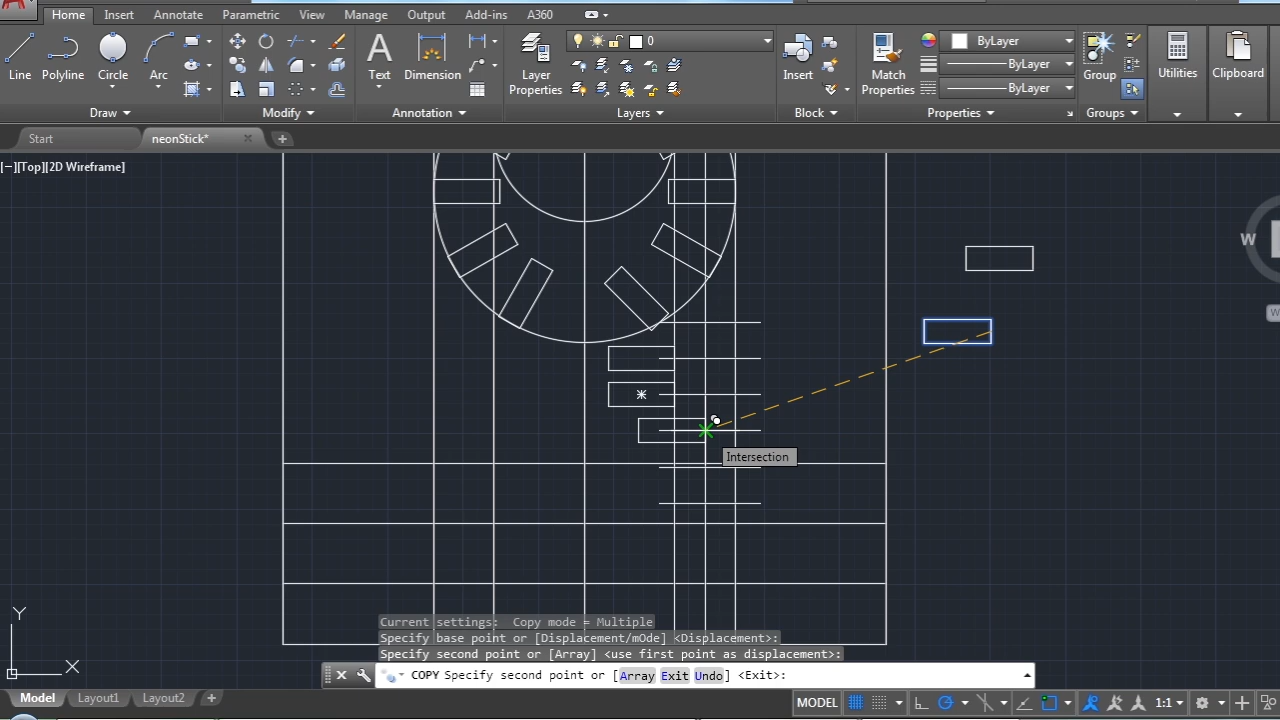 Home Insert Annotate Parametric View Manage Output Add-ins A360
0
ByLayer
ByLayer
ByLayer
Line Polyline Circle Arc
Text Dimension
Layer
Properties
Insert
Match
Properties
Group
Utilities
Clipboard
Draw Modify Annotation Layers Block Properties Groups
Start neonStick*
[−][Top][2D Wireframe]
W
Intersection
Y
X
Current settings: Copy mode = Multiple
Specify base point or [Displacement/mOde] <Displacement>:
Specify second point or [Array] <use first point as displacement>:
COPY Specify second point or [Array Exit Undo] <Exit>:
Model Layout1 Layout2 +
MODEL 1:1